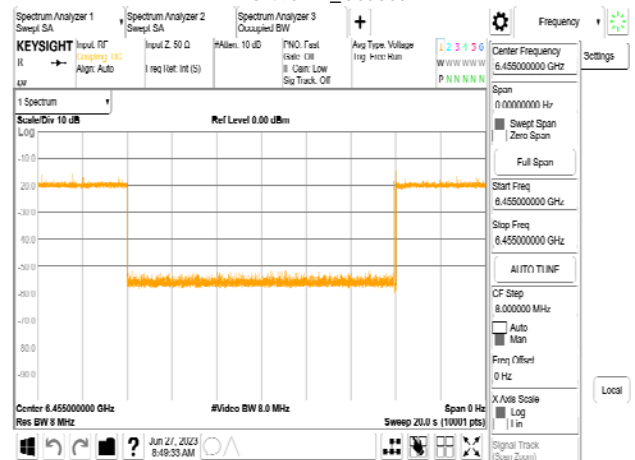 Spectrum Analyzer 1
Swept SA
Spectrum Analyzer 2
Swept SA
Spectrum Analyzer 3
Occupied BW
+
Frequency
Settings
KEYSIGHT
R
Input: RF
Coupling: DC
Align: Auto
Input Z: 50 Ω
Freq Ref: Int (S)
#Atten: 10 dB
PNO: Fast
Gate: Off
IF Gain: Low
Sig Track: Off
Avg Type: Voltage
Trig: Free Run
1 2 3 4 5 6
W W W W W W
P N N N N N
1 Spectrum
Scale/Div 10 dB
Ref Level 0.00 dBm
Log
-10.0
-20.0
-30.0
-40.0
-50.0
-60.0
-70.0
-80.0
-90.0
Center 6.455000000 GHz
#Video BW 8.0 MHz
Span 0 Hz
Res BW 8 MHz
Sweep 20.0 s (10001 pts)
Jun 27, 2023
8:49:33 AM
?
Center Frequency
6.455000000 GHz
Span
0.00000000 Hz
Swept Span
Zero Span
Full Span
Start Freq
6.455000000 GHz
Stop Freq
6.455000000 GHz
AUTO TUNE
CF Step
8.000000 MHz
Auto
Man
Freq Offset
0 Hz
X Axis Scale
Log
Lin
Signal Track
(Span Zoom)
Local